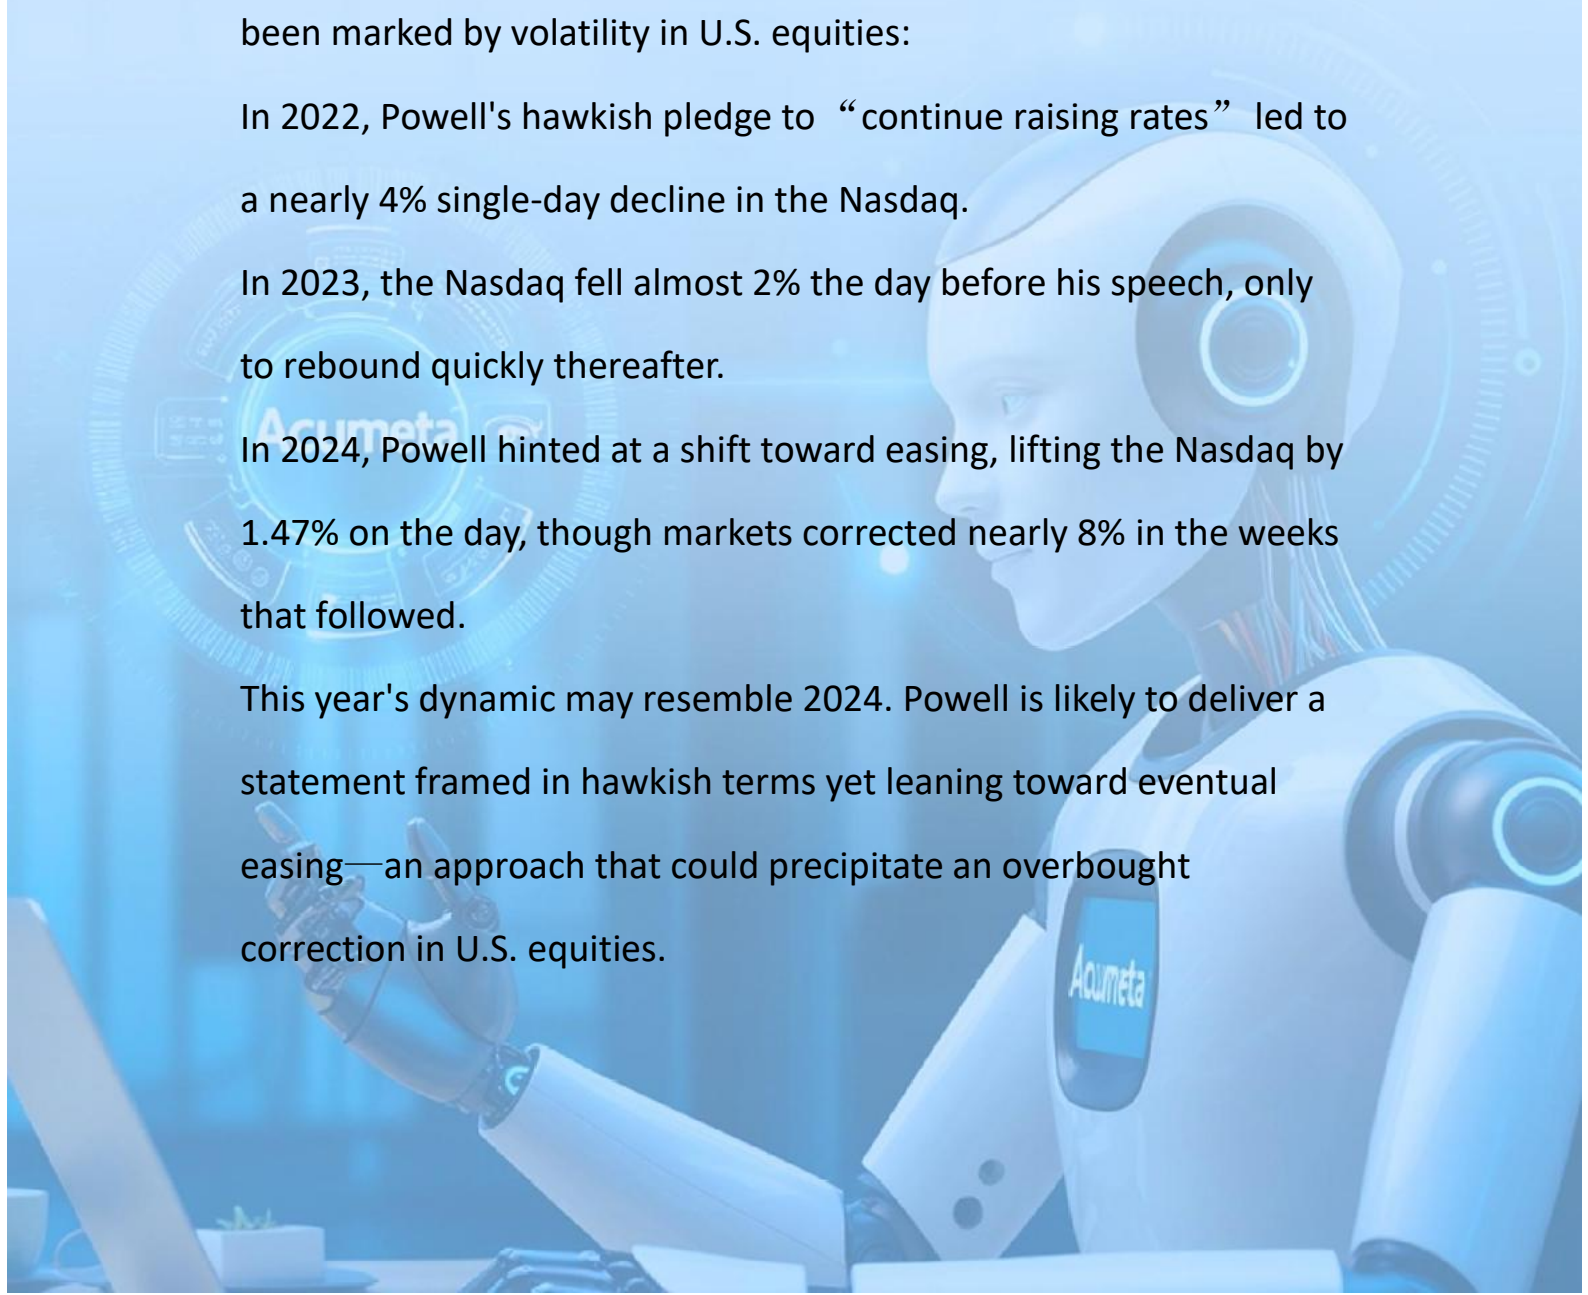 been marked by volatility in U.S. equities:
In 2022, Powell's hawkish pledge to “continue raising rates” led to
a nearly 4% single-day decline in the Nasdaq.
In 2023, the Nasdaq fell almost 2% the day before his speech, only
to rebound quickly thereafter.
Acumeta
In 2024, Powell hinted at a shift toward easing, lifting the Nasdaq by
1.47% on the day, though markets corrected nearly 8% in the weeks
that followed.
This year's dynamic may resemble 2024. Powell is likely to deliver a
statement framed in hawkish terms yet leaning toward eventual
easing—an approach that could precipitate an overbought
correction in U.S. equities.
Acumeta